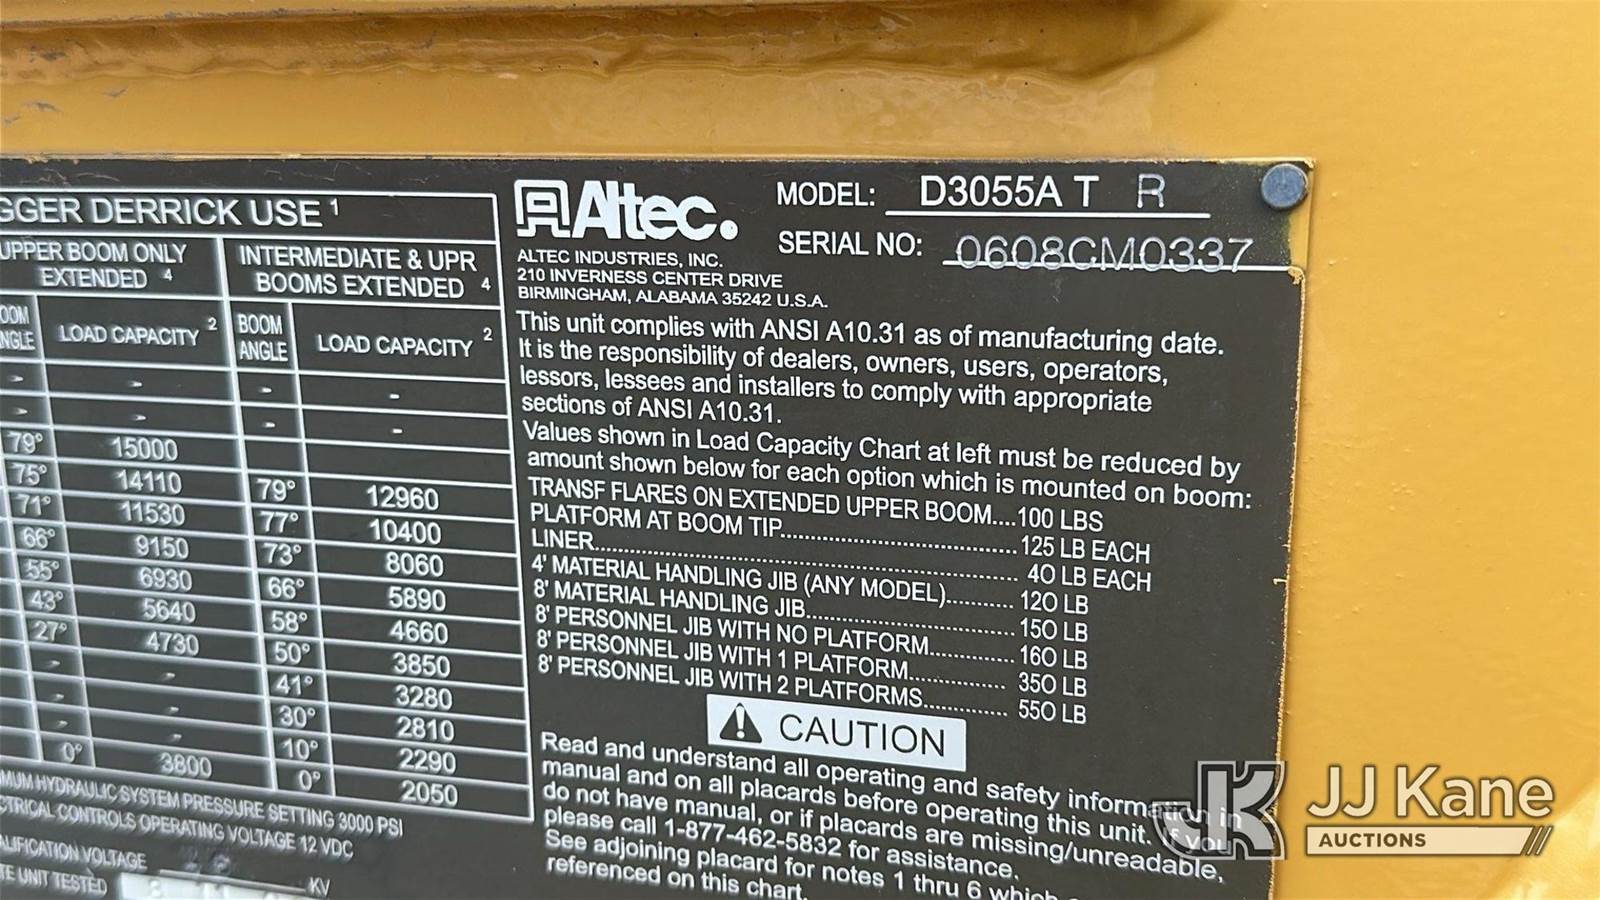 GGER DERRICK USE 1
UPPER BOOM ONLY
EXTENDED 4
INTERMEDIATE & UPR
BOOMS EXTENDED 4
LOAD CAPACITY 2
BOOM
ANGLE
LOAD CAPACITY 2
- - - -
- - - -
79° 15000
75° 14110 79° 12960
71° 11530 77° 10400
66° 9150 73° 8060
55° 6930 66° 5890
43° 5640 58° 4660
27° 4730 50° 3850
- - 41° 3280
- - 30° 2810
- - 10° 2290
0° 3800 0° 2050
MUM HYDRAULIC SYSTEM PRESSURE SETTING 3000 PSI
CTRICAL CONTROLS OPERATING VOLTAGE 12 VDC
ALIFICATION VOLTAGE KV
TE UNIT TESTED
Altec.
ALTEC INDUSTRIES, INC.
210 INVERNESS CENTER DRIVE
BIRMINGHAM, ALABAMA 35242 U.S.A.
MODEL: D3055A T R
SERIAL NO: 0608CM0337
This unit complies with ANSI A10.31 as of manufacturing date.
It is the responsibility of dealers, owners, users, operators,
lessors, lessees and installers to comply with appropriate
sections of ANSI A10.31.
Values shown in Load Capacity Chart at left must be reduced by
amount shown below for each option which is mounted on boom:
TRANSF FLARES ON EXTENDED UPPER BOOM....100 LBS
PLATFORM AT BOOM TIP.................................... 125 LB EACH
LINER................................................................ 40 LB EACH
4' MATERIAL HANDLING JIB (ANY MODEL)........... 120 LB
8' MATERIAL HANDLING JIB................................ 150 LB
8' PERSONNEL JIB WITH NO PLATFORM............. 160 LB
8' PERSONNEL JIB WITH 1 PLATFORM............... 350 LB
8' PERSONNEL JIB WITH 2 PLATFORMS............. 550 LB
CAUTION
Read and understand all operating and safety information in
manual and on all placards before operating this unit. If you
do not have manual, or if placards are missing/unreadable,
please call 1-877-462-5832 for assistance.
See adjoining placard for notes 1 thru 6 which
referenced on this chart.
JK JJ Kane
AUCTIONS